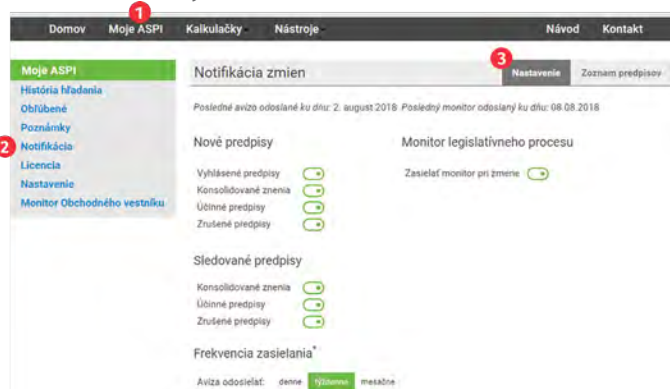 1
Domov Moje ASPI Kalkulačky Nástroje Návod Kontakt
3
Moje ASPI
Notifikácia zmien
Nastavenie Zoznam predpisov
História hľadania
Obľúbené
Posledné avízo odoslané ku dňu: 2. august 2018 Posledný monitor odoslaný ku dňu: 08.08.2018
Poznámky
2 Notifikácia
Licencia
Nastavenie
Monitor Obchodného vestníku
Nové predpisy
Vyhlásené predpisy
Konsolidované znenia
Účinné predpisy
Zrušené predpisy
Monitor legislatívneho procesu
Zasielať monitor pri zmene
Sledované predpisy
Konsolidované znenia
Účinné predpisy
Zrušené predpisy
Frekvencia zasielania*
Avíza odosielať: denne týždenne mesačne